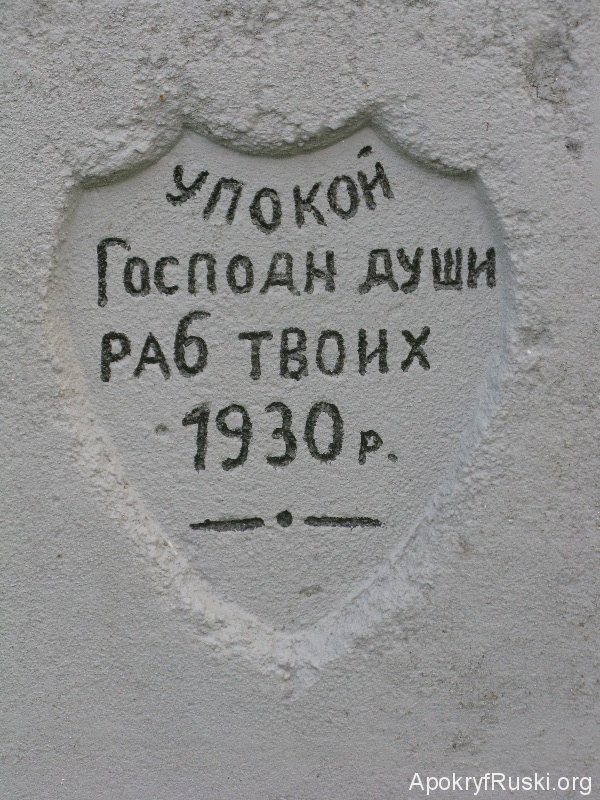 УПОКОЙ
ГОСПОДИ ДУШИ
РАБ ТВОИХ
1930 р.
ApokryfRuski.org